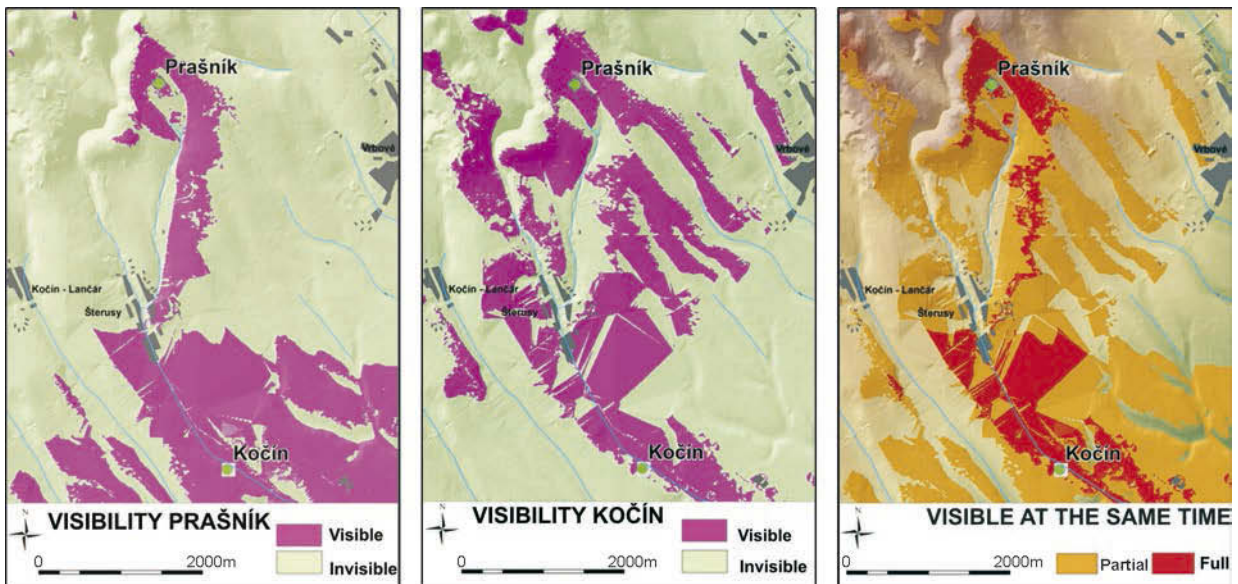 Prašník
Vrbové
Kočín - Lančár
Šterusy
Kočín
N
VISIBILITY PRAŠNÍK
Visible
Invisible
0 2000m
Prašník
Vrbové
Kočín - Lančár
Šterusy
Kočín
N
VISIBILITY KOČÍN
Visible
Invisible
0 2000m
Prašník
Vrbové
Kočín - Lančár
Šterusy
Kočín
N
VISIBLE AT THE SAME TIME
Partial Full
0 2000m